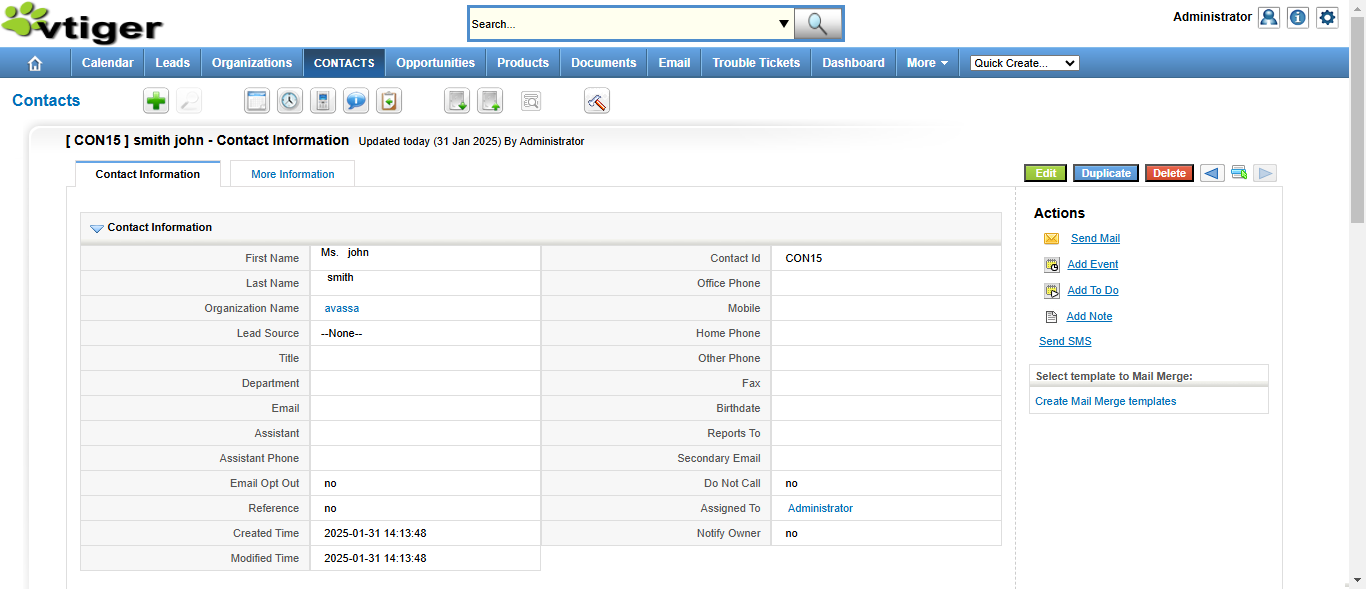 vtiger
Search...
Administrator
Calendar Leads Organizations CONTACTS Opportunities Products Documents Email Trouble Tickets Dashboard More Quick Create...
Contacts
[ CON15 ] smith john - Contact Information Updated today (31 Jan 2025) By Administrator
Contact Information More Information
Edit Duplicate Delete
Contact Information
First Name Ms. john Contact Id CON15
Last Name smith Office Phone
Organization Name avassa Mobile
Lead Source --None-- Home Phone
Title Other Phone
Department Fax
Email Birthdate
Assistant Reports To
Assistant Phone Secondary Email
Email Opt Out no Do Not Call no
Reference no Assigned To Administrator
Created Time 2025-01-31 14:13:48 Notify Owner no
Modified Time 2025-01-31 14:13:48
Actions
Send Mail
Add Event
Add To Do
Add Note
Send SMS
Select template to Mail Merge:
Create Mail Merge templates